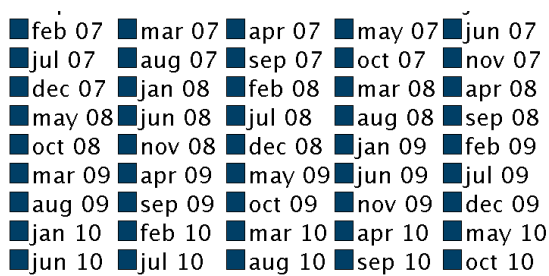 feb 07 mar 07 apr 07 may 07 jun 07
jul 07 aug 07 sep 07 oct 07 nov 07
dec 07 jan 08 feb 08 mar 08 apr 08
may 08 jun 08 jul 08 aug 08 sep 08
oct 08 nov 08 dec 08 jan 09 feb 09
mar 09 apr 09 may 09 jun 09 jul 09
aug 09 sep 09 oct 09 nov 09 dec 09
jan 10 feb 10 mar 10 apr 10 may 10
jun 10 jul 10 aug 10 sep 10 oct 10